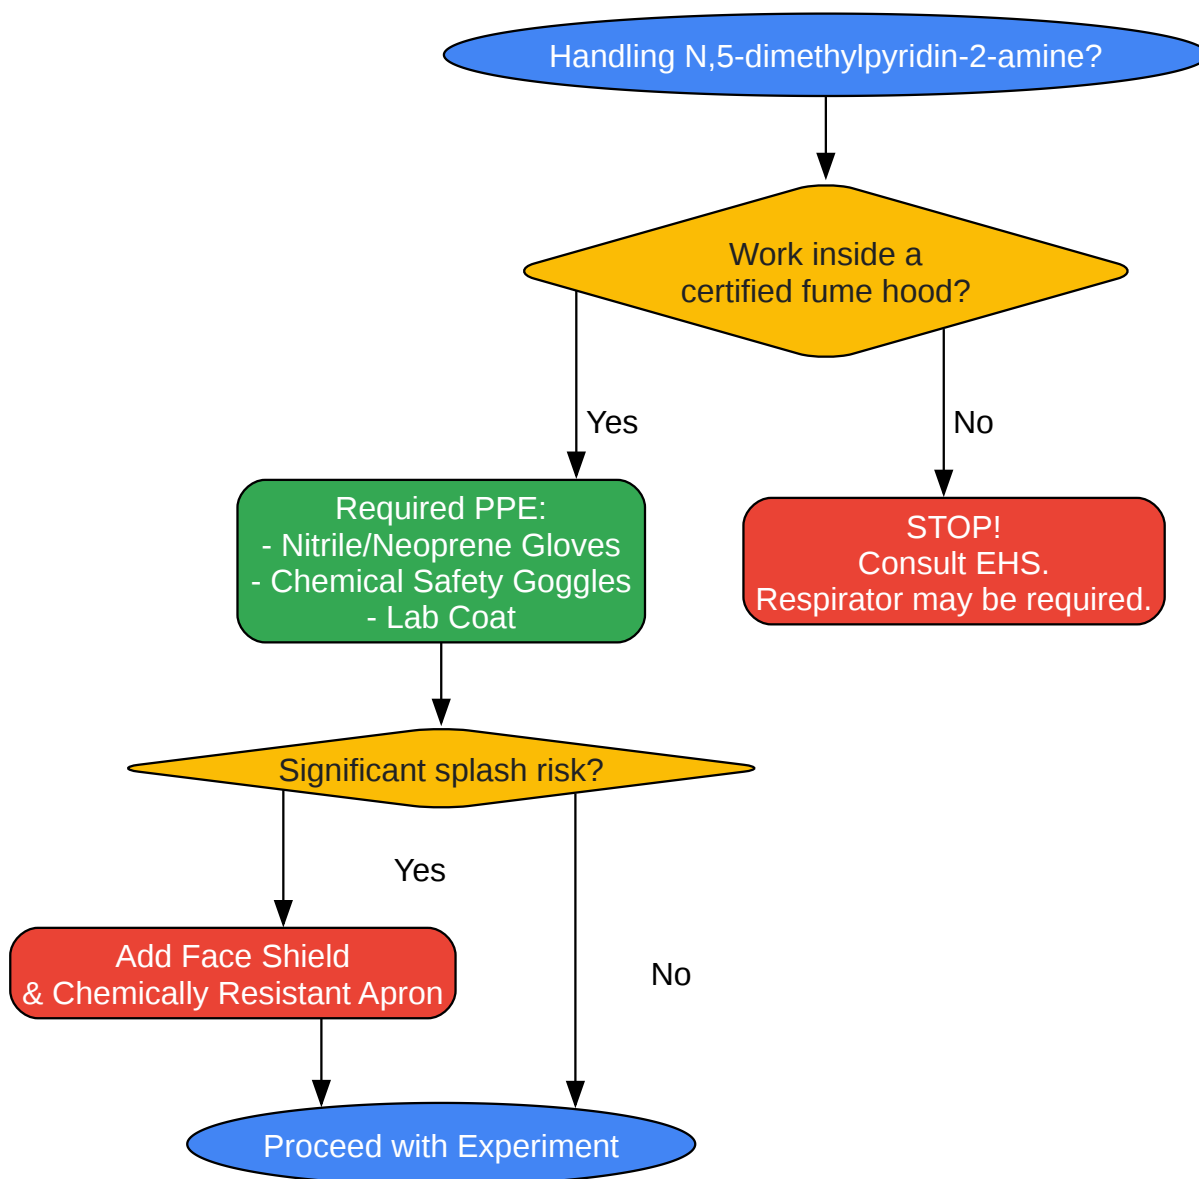 Handling N,5-dimethylpyridin-2-amine?
Work inside a
certified fume hood?
Yes
No
Required PPE:
- Nitrile/Neoprene Gloves
- Chemical Safety Goggles
- Lab Coat
STOP!
Consult EHS.
Respirator may be required.
Significant splash risk?
Yes
No
Add Face Shield
& Chemically Resistant Apron
Proceed with Experiment